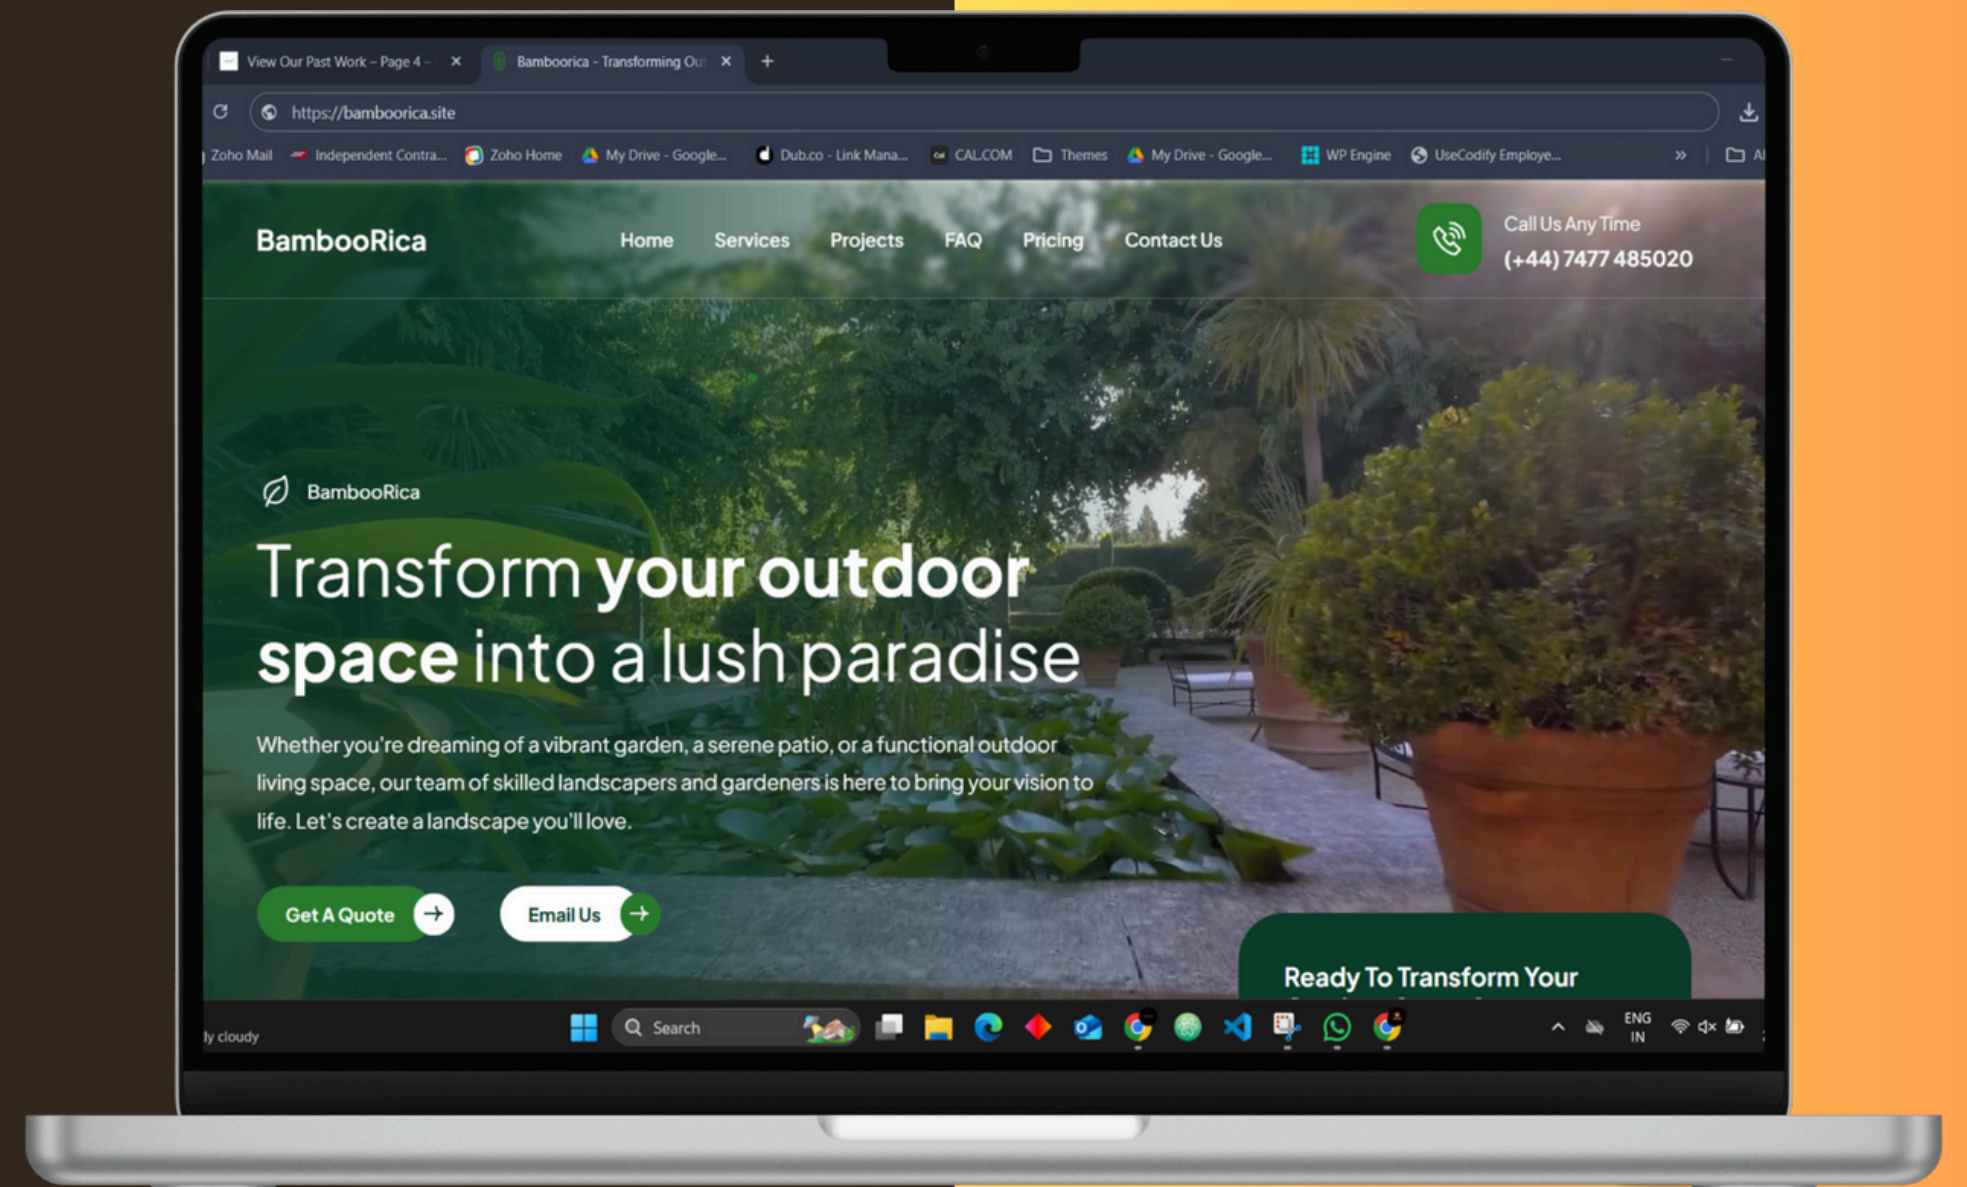 View Our Past Work – Page 4 –
Bamboorica - Transforming Out
https://bamboorica.site
Zoho Mail
Independent Contra...
Zoho Home
My Drive - Google...
Dub.co - Link Mana...
Cal
CAL.COM
Themes
My Drive - Google...
WP Engine
UseCodify Employe...
BambooRica
Home
Services
Projects
FAQ
Pricing
Contact Us
Call Us Any Time
(+44) 7477 485020
BambooRica
Transform your outdoor
space into a lush paradise
Whether you're dreaming of a vibrant garden, a serene patio, or a functional outdoor
living space, our team of skilled landscapers and gardeners is here to bring your vision to
life. Let's create a landscape you'll love.
Get A Quote
Email Us
Ready To Transform Your
cloudy
Search
ENG
IN